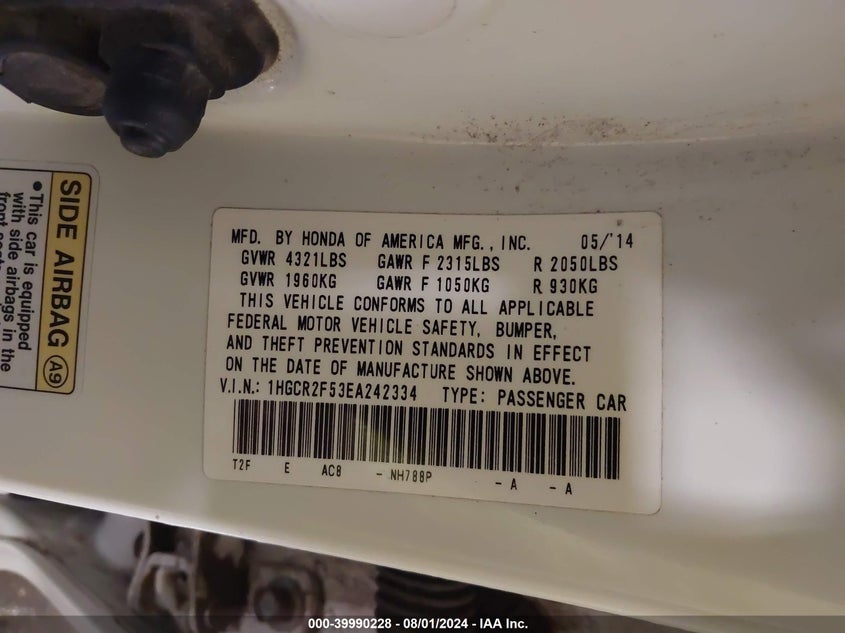 SIDE AIRBAG A9
•This car is equipped
with side airbags in the
MFD. BY HONDA OF AMERICA MFG., INC. 05/'14
GVWR 4321LBS GAWR F 2315LBS R 2050LBS
GVWR 1960KG GAWR F 1050KG R 930KG
THIS VEHICLE CONFORMS TO ALL APPLICABLE
FEDERAL MOTOR VEHICLE SAFETY, BUMPER,
AND THEFT PREVENTION STANDARDS IN EFFECT
ON THE DATE OF MANUFACTURE SHOWN ABOVE.
V.I.N.: 1HGCR2F53EA242334 TYPE: PASSENGER CAR
T2F E AC8 - NH788P - A - A
000-39990228 - 08/01/2024 - IAA Inc.